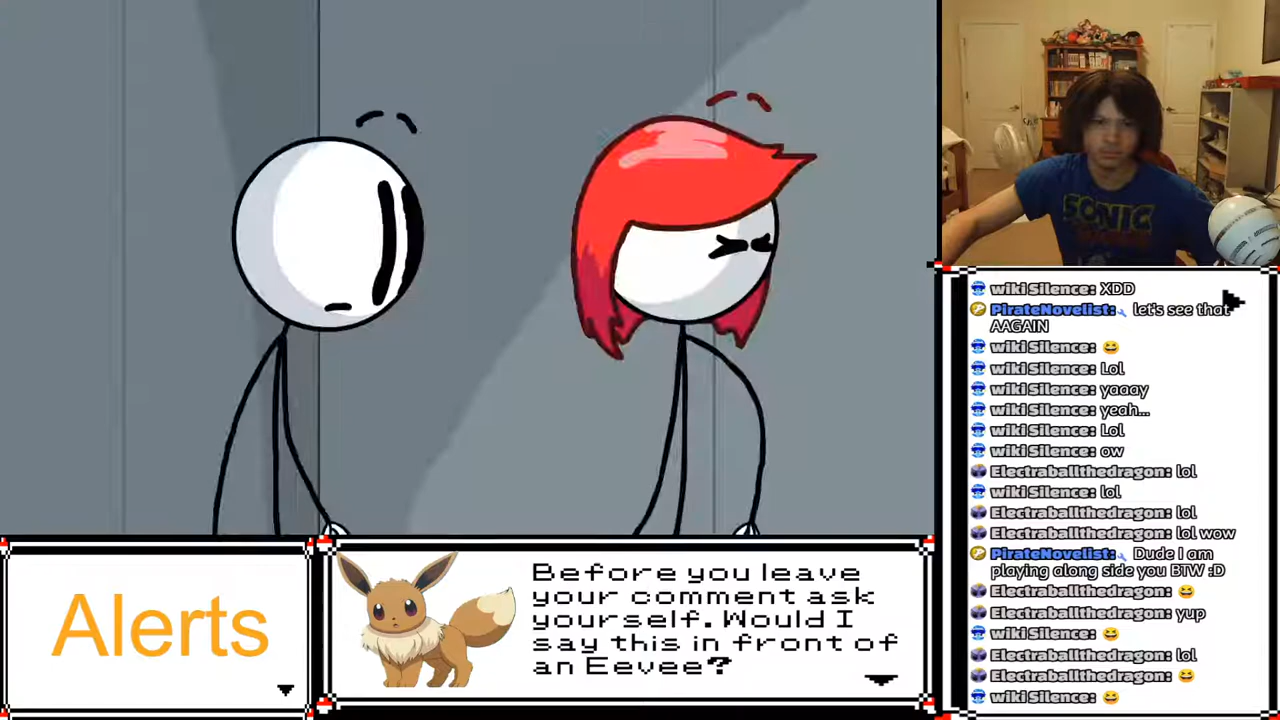 SONIC
wiki Silence: XDD
PirateNovelist: let's see that
AAGAIN
wiki Silence: 😆
wiki Silence: Lol
wiki Silence: yaaay
wiki Silence: yeah...
wiki Silence: Lol
wiki Silence: ow
Electraballthedragon: lol
wiki Silence: lol
Electraballthedragon: lol
Electraballthedragon: lol wow
PirateNovelist: Dude I am
playing along side you BTW :D
Electraballthedragon: 😆
Electraballthedragon: yup
wiki Silence: 😆
Electraballthedragon: lol
Electraballthedragon: 😆
wiki Silence: 😆
Alerts
Before you leave
your comment ask
yourself. Would I
say this in front of
an Eevee?